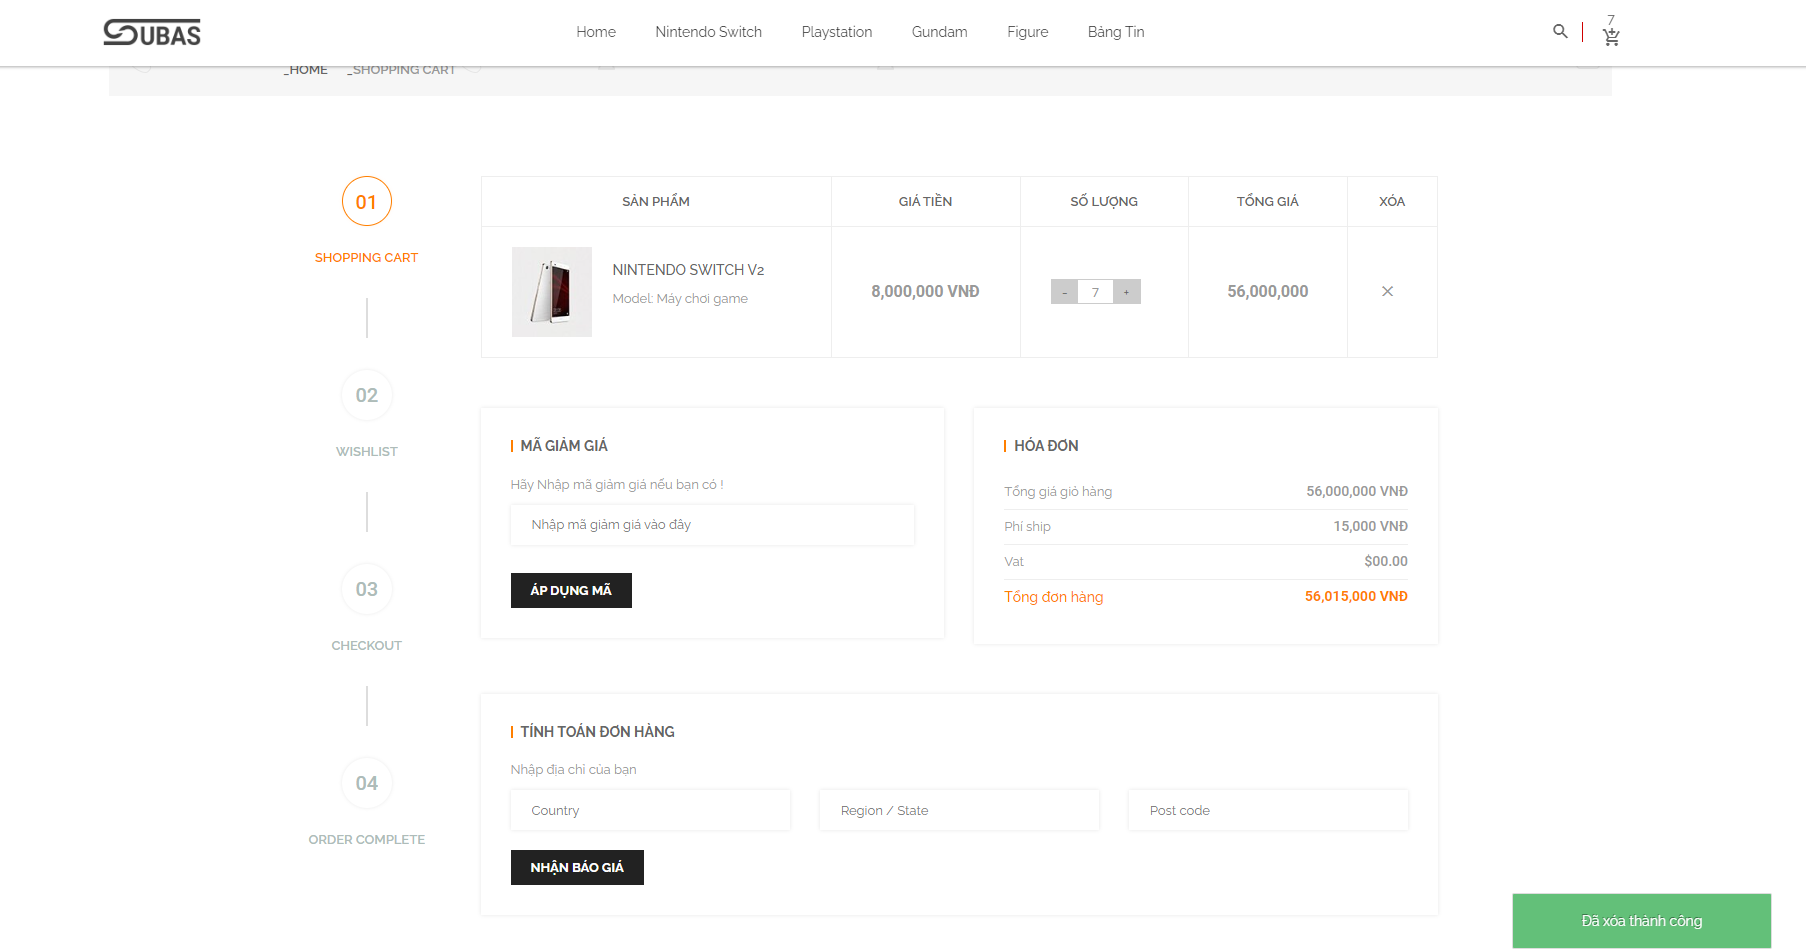 SUBAS
Home Nintendo Switch Playstation Gundam Figure Bảng Tin
7
_HOME _SHOPPING CART
01
SHOPPING CART
02
WISHLIST
03
CHECKOUT
04
ORDER COMPLETE
SẢN PHẨM GIÁ TIỀN SỐ LƯỢNG TỔNG GIÁ XÓA
NINTENDO SWITCH V2
Model: Máy chơi game
8,000,000 VNĐ - 7 + 56,000,000
MÃ GIẢM GIÁ
Hãy Nhập mã giảm giá nếu bạn có !
Nhập mã giảm giá vào đây
ÁP DỤNG MÃ
HÓA ĐƠN
Tổng giá giỏ hàng 56,000,000 VNĐ
Phí ship 15,000 VNĐ
Vat $00.00
Tổng đơn hàng 56,015,000 VNĐ
TÍNH TOÁN ĐƠN HÀNG
Nhập địa chỉ của bạn
Country Region / State Post code
NHẬN BÁO GIÁ
Đã xóa thành công